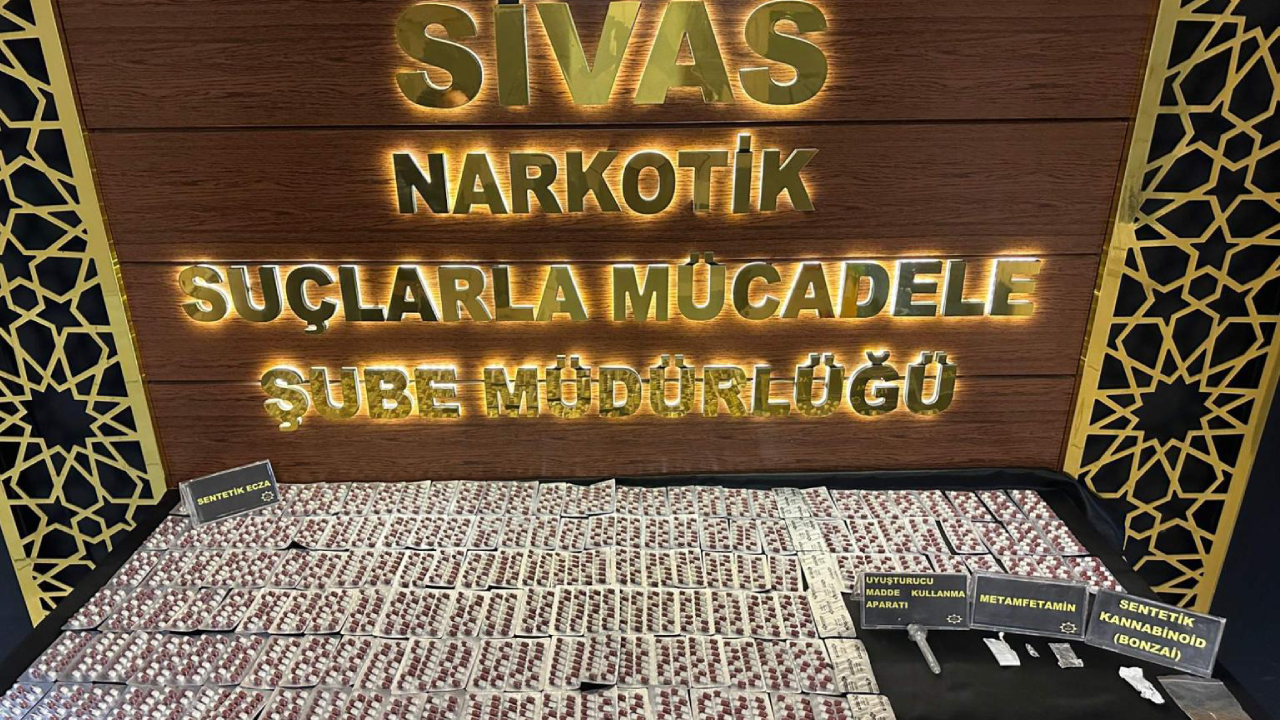 SİVAS
NARKOTİK
SUÇLARLA MÜCADELE
ŞUBE MÜDÜRLÜĞÜ
SENTETİK ECZA
UYUŞTURUCU
MADDE KULLANMA
APARATI
METAMFETAMİN
SENTETİK
KANNABİNOİD
(BONZAİ)